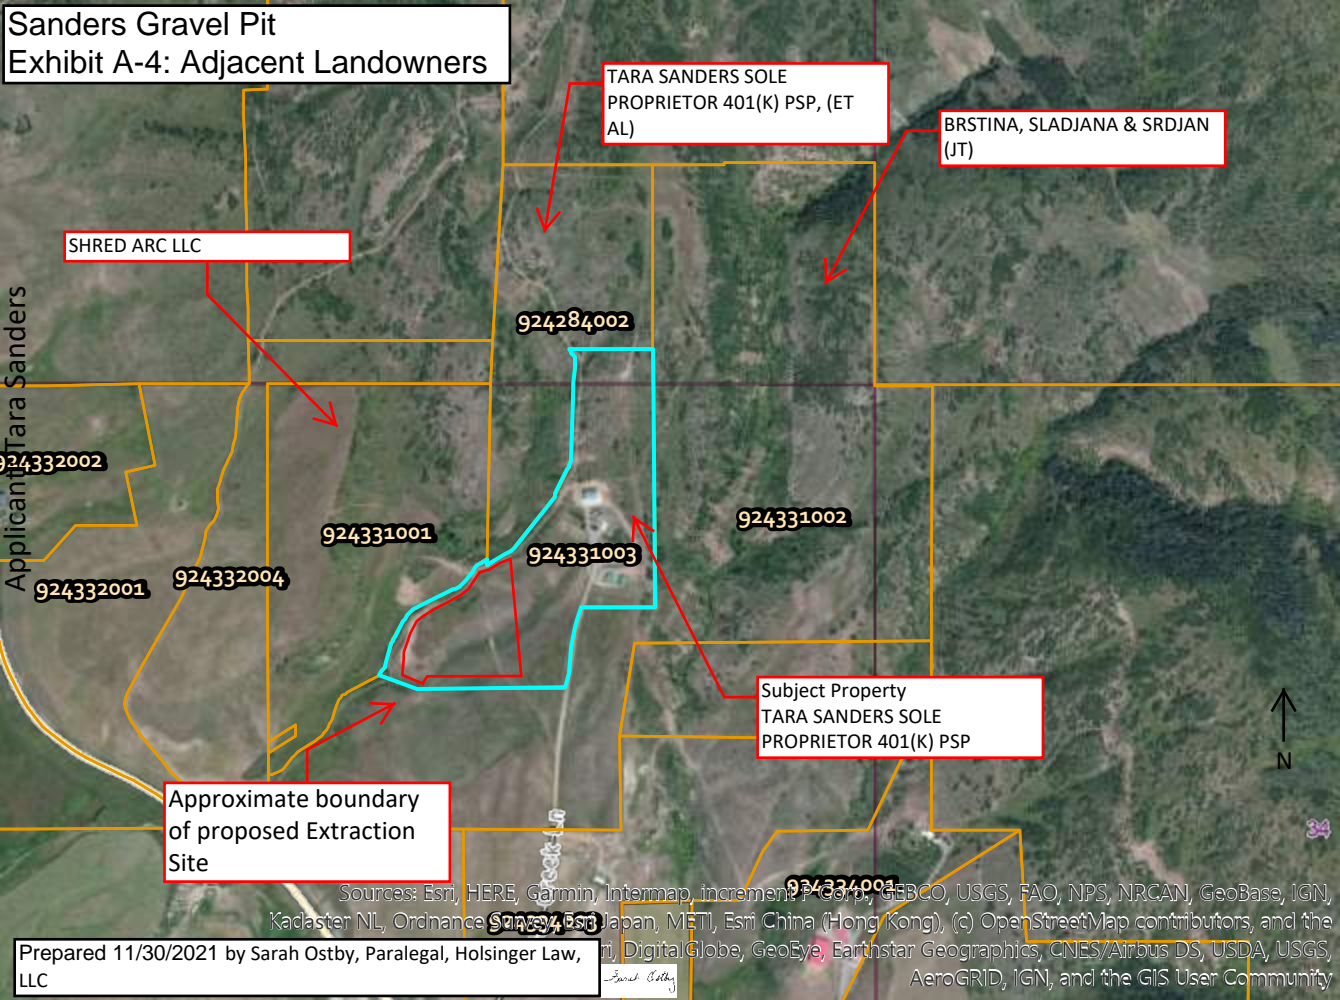 Sanders Gravel Pit
Exhibit A-4: Adjacent Landowners
TARA SANDERS SOLE
PROPRIETOR 401(K) PSP, (ET
AL)
BRSTINA, SLADJANA & SRDJAN
(JT)
SHRED ARC LLC
Applicant Tara Sanders
924284002
924332002
924331001
924331002
924331003
924332004
924332001
Subject Property
TARA SANDERS SOLE
PROPRIETOR 401(K) PSP
N
Approximate boundary
of proposed Extraction
Site
34
924334001
Sources: Esri, HERE, Garmin, Intermap, increment P Corp., GEBCO, USGS, FAO, NPS, NRCAN, GeoBase, IGN,
Kadaster NL, Ordnance Survey, Esri Japan, METI, Esri China (Hong Kong), (c) OpenStreetMap contributors, and the
DigitalGlobe, GeoEye, Earthstar Geographics, CNES/Airbus DS, USDA, USGS,
AeroGRID, IGN, and the GIS User Community
Prepared 11/30/2021 by Sarah Ostby, Paralegal, Holsinger Law,
LLC
Sarah Ostby